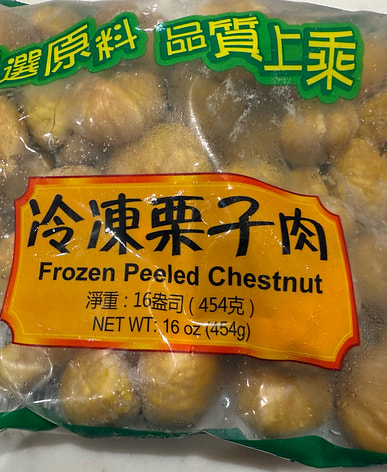 選原料 品質上乘
冷凍栗子肉
Frozen Peeled Chestnut
淨重：16盎司（454克）
NET WT: 16 oz (454g)